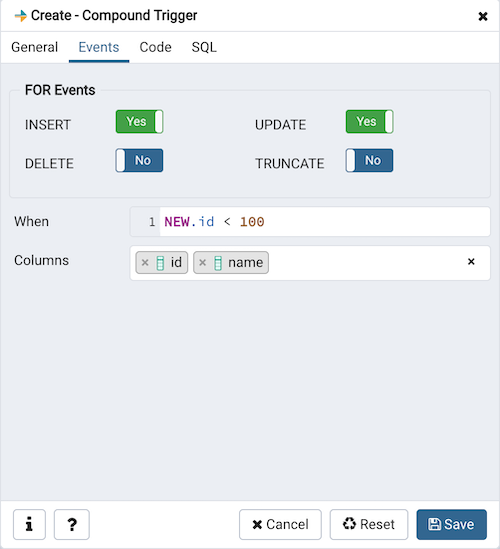 Create - Compound Trigger
General Events Code SQL
FOR Events
INSERT Yes UPDATE Yes
DELETE No TRUNCATE No
When 1 NEW.id < 100
Columns × id × name ×
i ? Cancel Reset Save